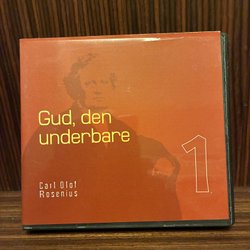 Gud, den
underbare
1
Carl Olof
Rosenius